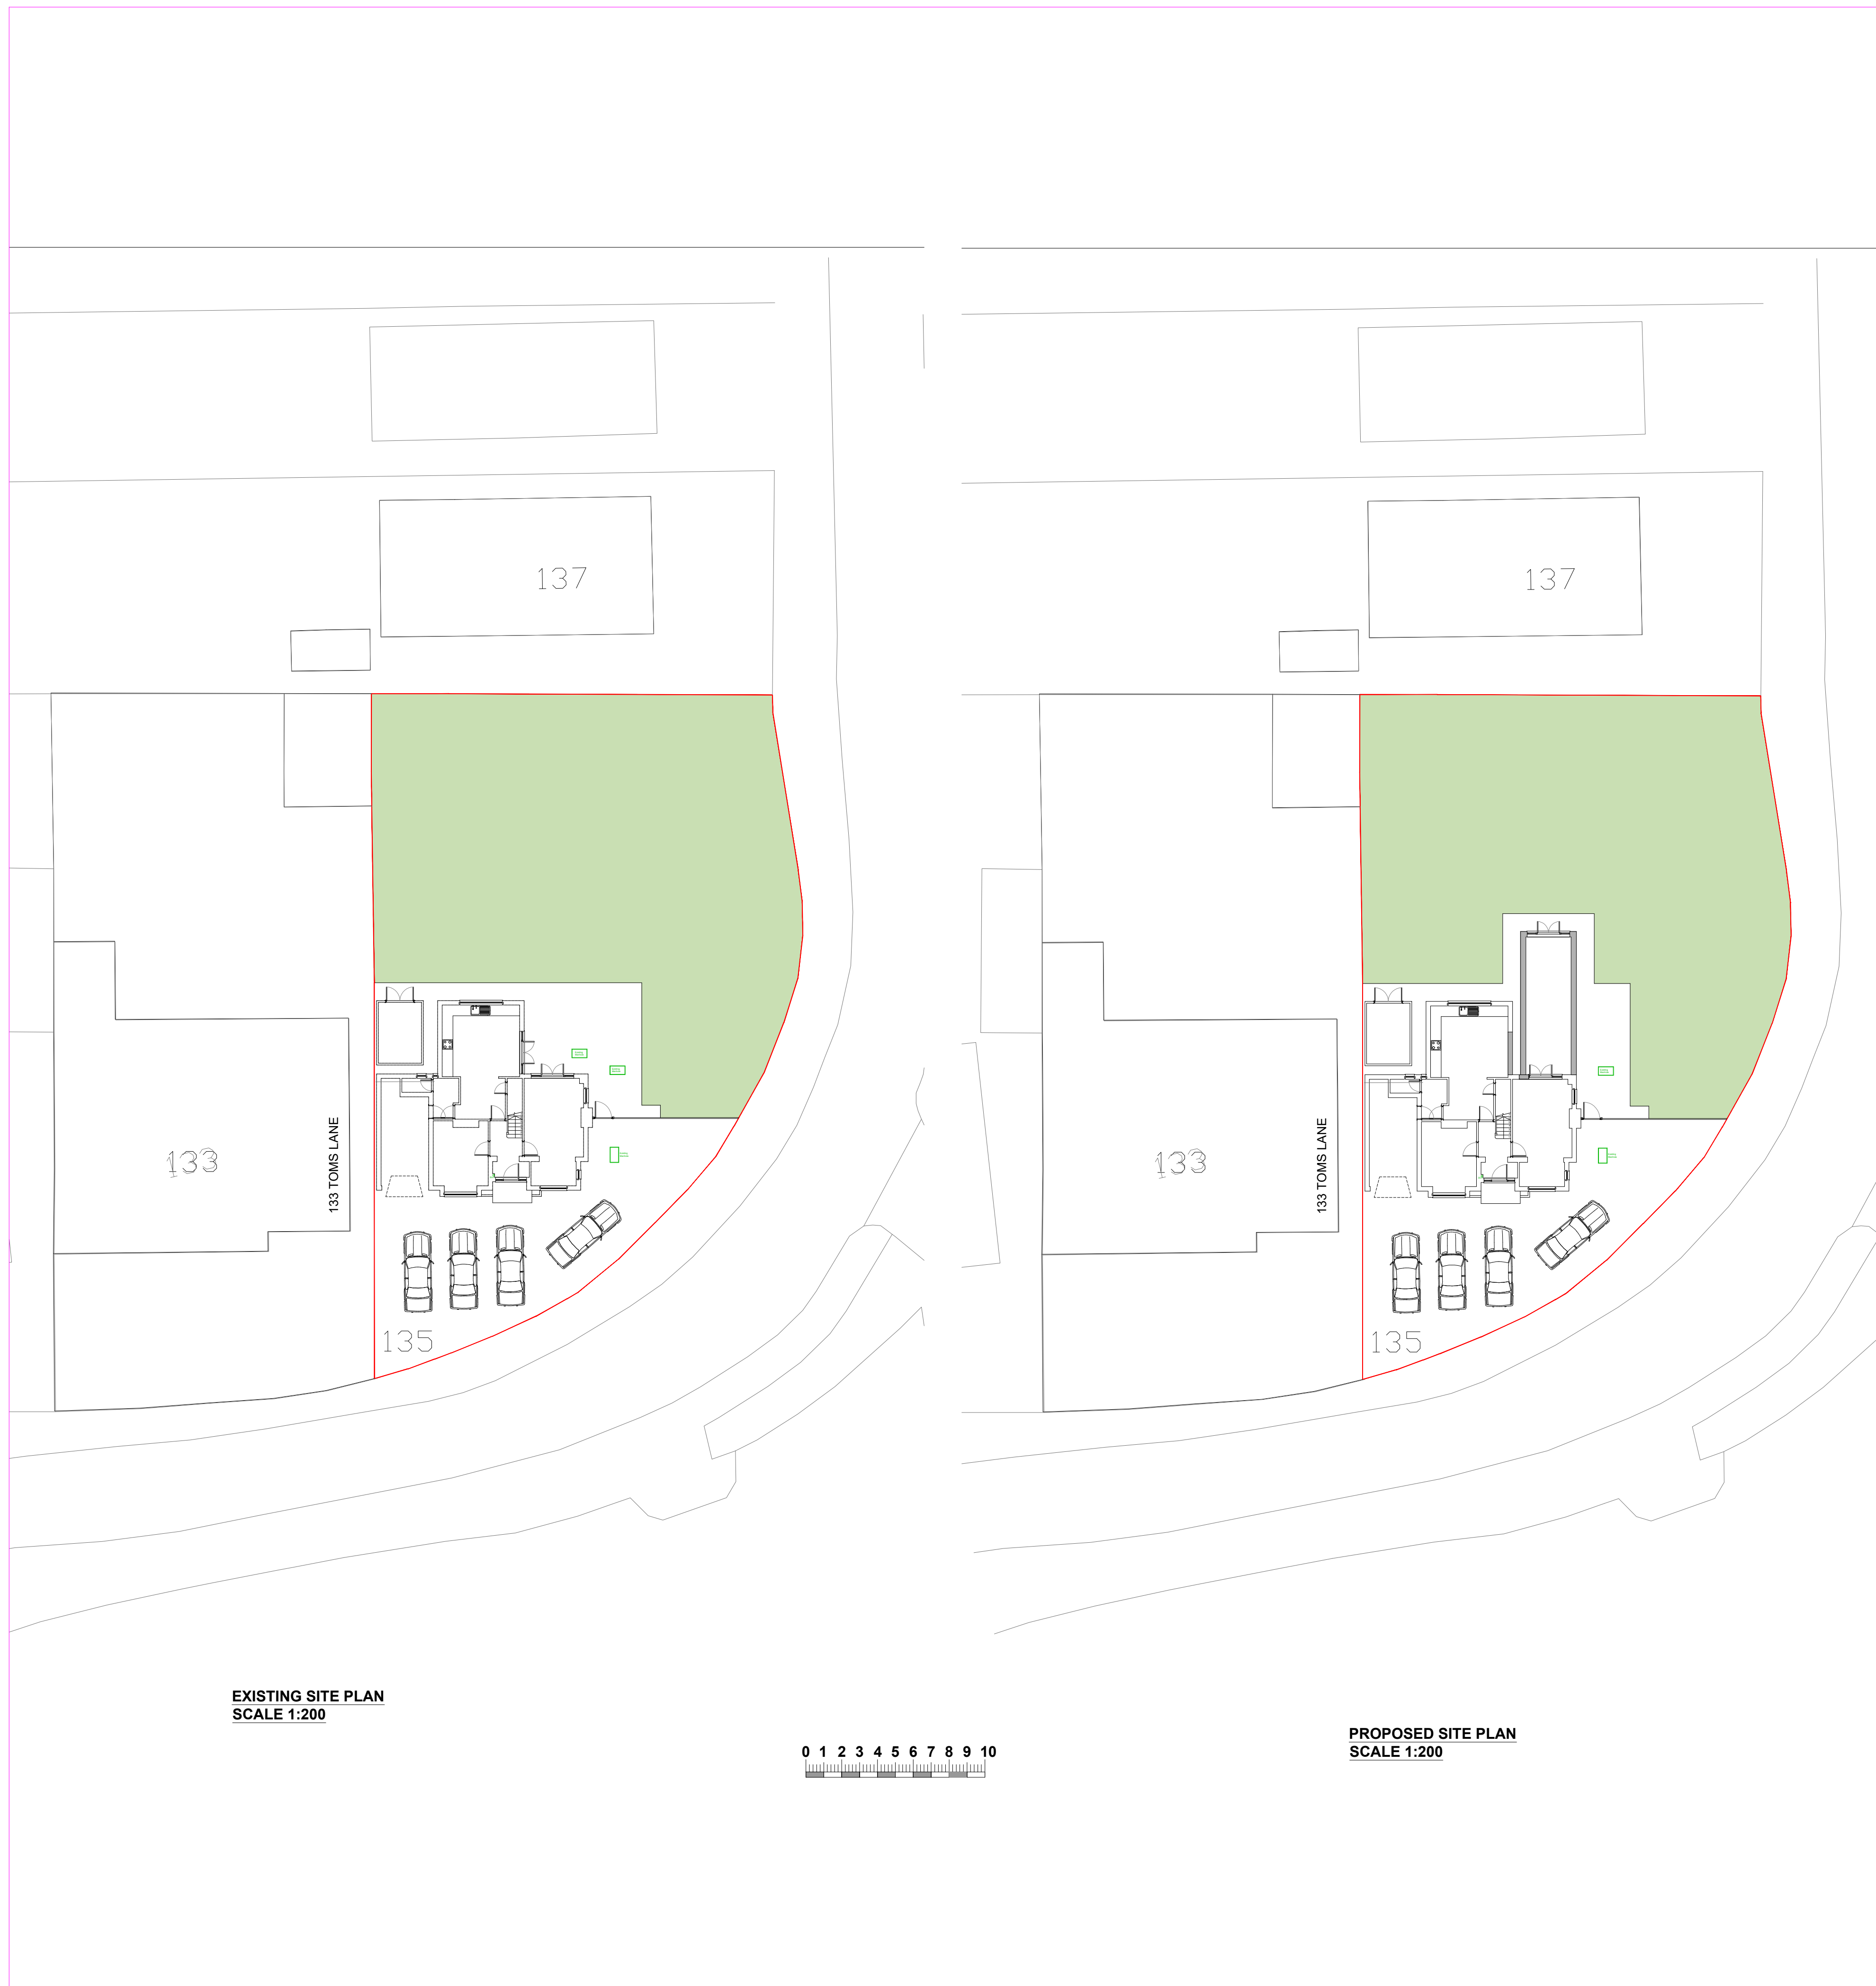 137
137
133
133 TOMS LANE
133
133 TOMS LANE
135
135
EXISTING SITE PLAN
SCALE 1:200
PROPOSED SITE PLAN
SCALE 1:200
0 1 2 3 4 5 6 7 8 9 10